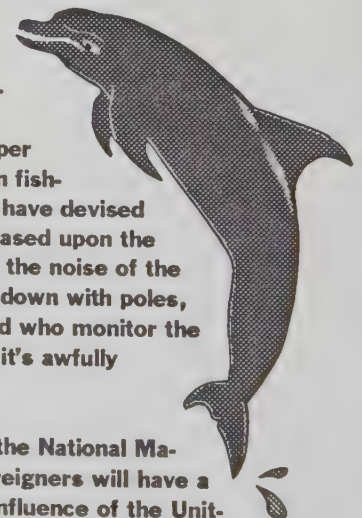 per
n fish-
have devised
ased upon the
the noise of the
down with poles,
d who monitor the
it's awfully
the National Ma-
reigners will have a
nfluence of the Unit-